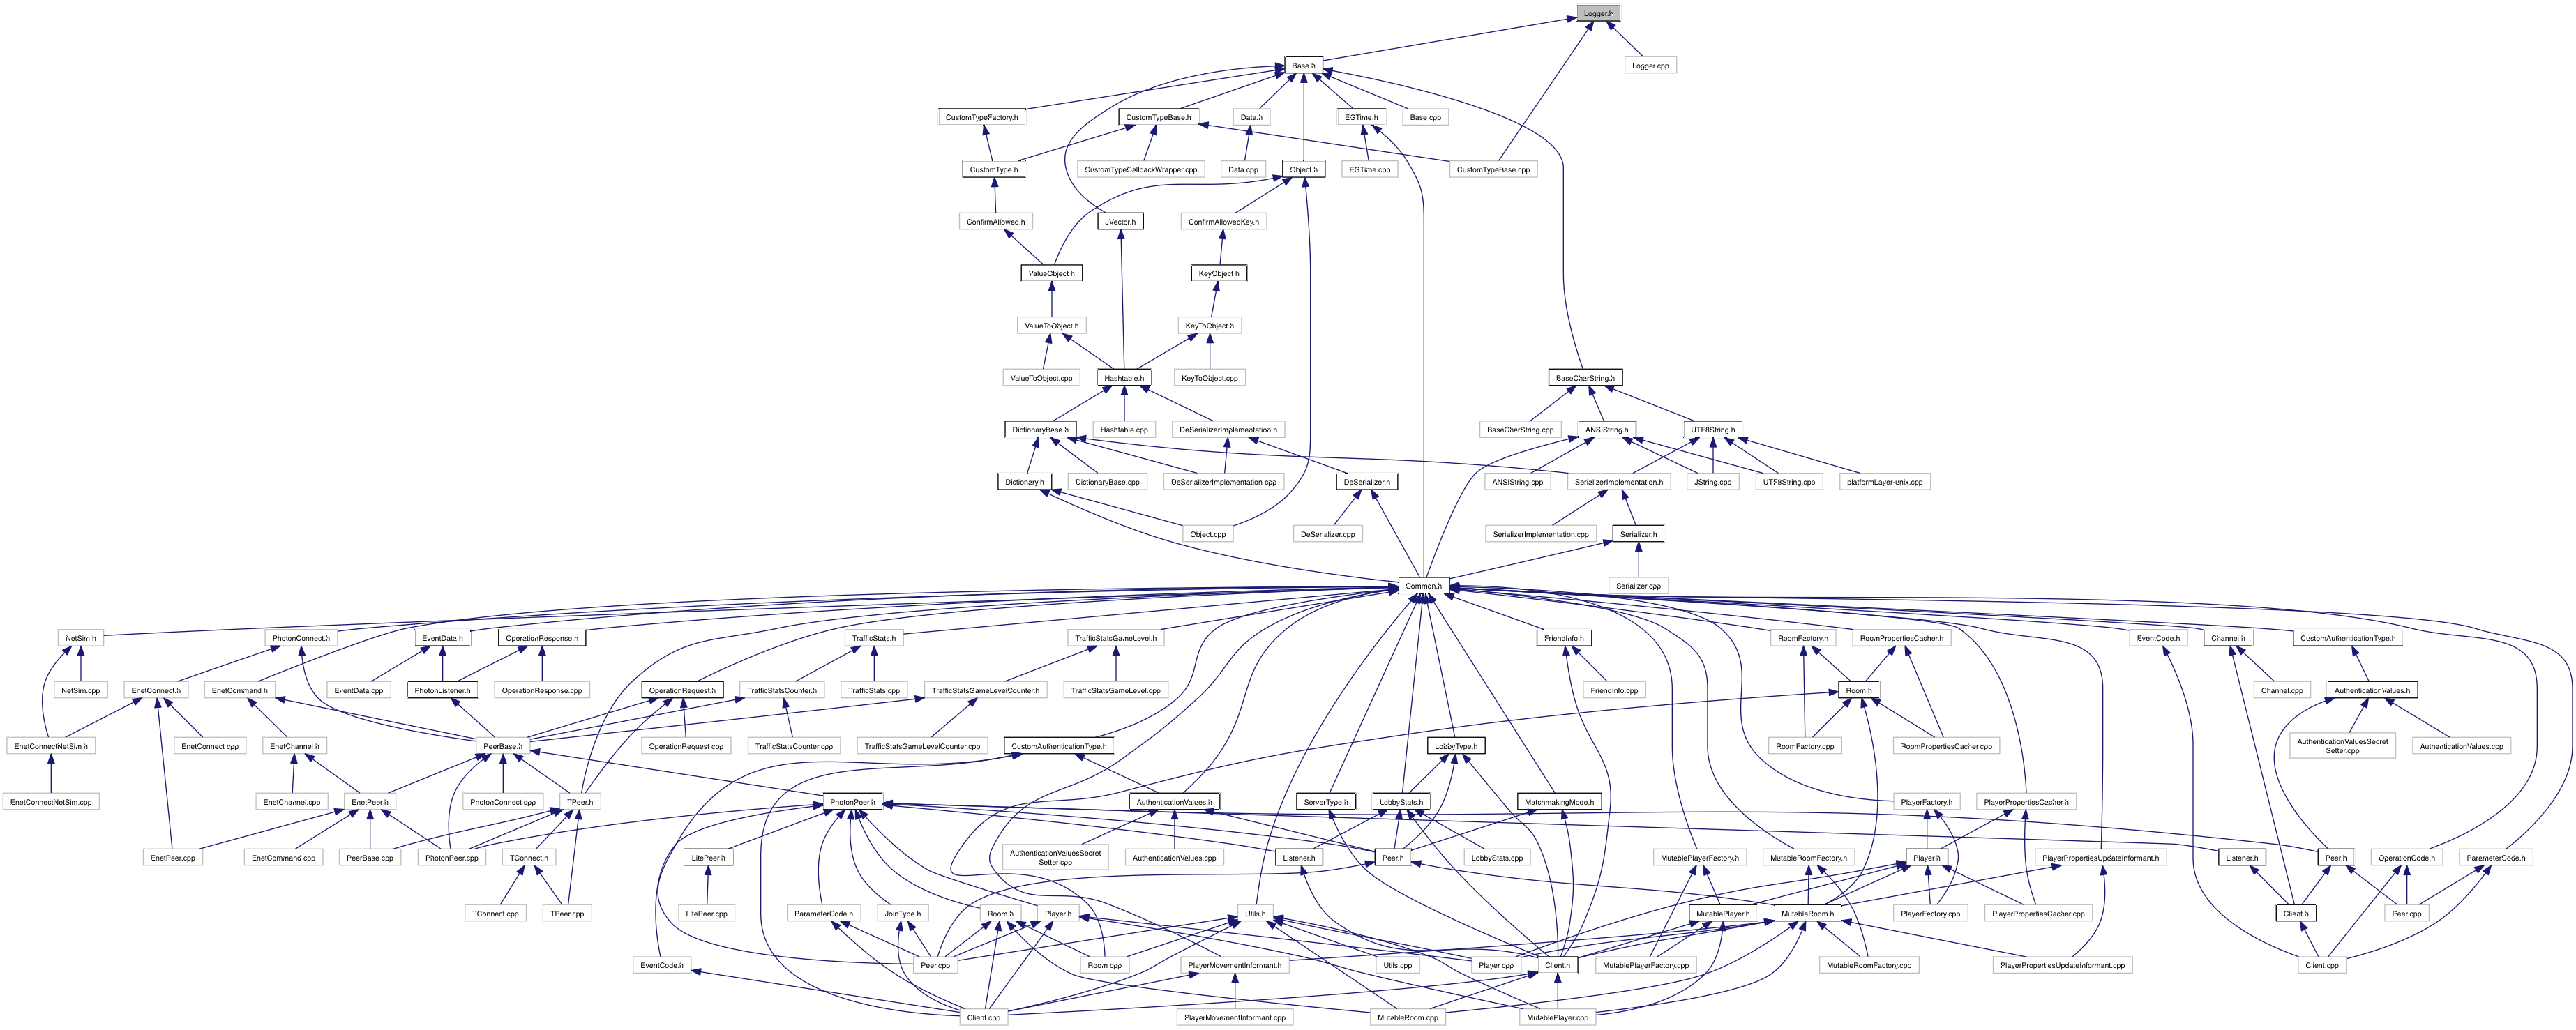 Logger.h
Base.h
Logger.cpp
CustomTypeFactory.h
CustomTypeBase.h
Data.h
EGTime.h
Base.cpp
CustomType.h
CustomTypeCallbackWrapper.cpp
Data.cpp
Object.h
EGTime.cpp
CustomTypeBase.cpp
ConfirmAllowed.h
JVector.h
ConfirmAllowedKey.h
ValueObject.h
KeyObject.h
ValueToObject.h
KeyToObject.h
ValueToObject.cpp
Hashtable.h
KeyToObject.cpp
BaseCharString.h
DictionaryBase.h
Hashtable.cpp
DeSerializerImplementation.h
BaseCharString.cpp
ANSIString.h
UTF8String.h
Dictionary.h
DictionaryBase.cpp
DeSerializerImplementation.cpp
DeSerializer.h
ANSIString.cpp
SerializerImplementation.h
JString.cpp
UTF8String.cpp
platformLayer-unix.cpp
Object.cpp
DeSerializer.cpp
SerializerImplementation.cpp
Serializer.h
Common.h
Serializer.cpp
NetSim.h
PhotonConnect.h
EventData.h
OperationResponse.h
TrafficStats.h
TrafficStatsGameLevel.h
FriendInfo.h
RoomFactory.h
RoomPropertiesCacher.h
EventCode.h
Channel.h
CustomAuthenticationType.h
NetSim.cpp
EnetConnect.h
EnetCommand.h
EventData.cpp
PhotonListener.h
OperationResponse.cpp
OperationRequest.h
TrafficStatsCounter.h
TrafficStats.cpp
TrafficStatsGameLevelCounter.h
TrafficStatsGameLevel.cpp
FriendInfo.cpp
Room.h
Channel.cpp
AuthenticationValues.h
EnetConnectNetSim.h
EnetConnect.cpp
EnetChannel.h
PeerBase.h
OperationRequest.cpp
TrafficStatsCounter.cpp
TrafficStatsGameLevelCounter.cpp
CustomAuthenticationType.h
LobbyType.h
RoomFactory.cpp
RoomPropertiesCacher.cpp
AuthenticationValuesSecret
Setter.cpp
AuthenticationValues.cpp
EnetConnectNetSim.cpp
EnetChannel.cpp
EnetPeer.h
PhotonConnect.cpp
TPeer.h
PhotonPeer.h
AuthenticationValues.h
ServerType.h
LobbyStats.h
MatchmakingMode.h
PlayerFactory.h
PlayerPropertiesCacher.h
EnetPeer.cpp
EnetCommand.cpp
PeerBase.cpp
PhotonPeer.cpp
TConnect.h
LitePeer.h
AuthenticationValuesSecret
Setter.cpp
AuthenticationValues.cpp
Listener.h
Peer.h
LobbyStats.cpp
MutablePlayerFactory.h
MutableRoomFactory.h
Player.h
PlayerPropertiesUpdateInformant.h
Listener.h
Peer.h
OperationCode.h
ParameterCode.h
TConnect.cpp
TPeer.cpp
LitePeer.cpp
ParameterCode.h
JoinType.h
Room.h
Player.h
Utils.h
MutablePlayer.h
MutableRoom.h
PlayerFactory.cpp
PlayerPropertiesCacher.cpp
Client.h
Peer.cpp
EventCode.h
Peer.cpp
Room.cpp
PlayerMovementInformant.h
Utils.cpp
Player.cpp
Client.h
MutablePlayerFactory.cpp
MutableRoomFactory.cpp
PlayerPropertiesUpdateInformant.cpp
Client.cpp
Client.cpp
PlayerMovementInformant.cpp
MutableRoom.cpp
MutablePlayer.cpp